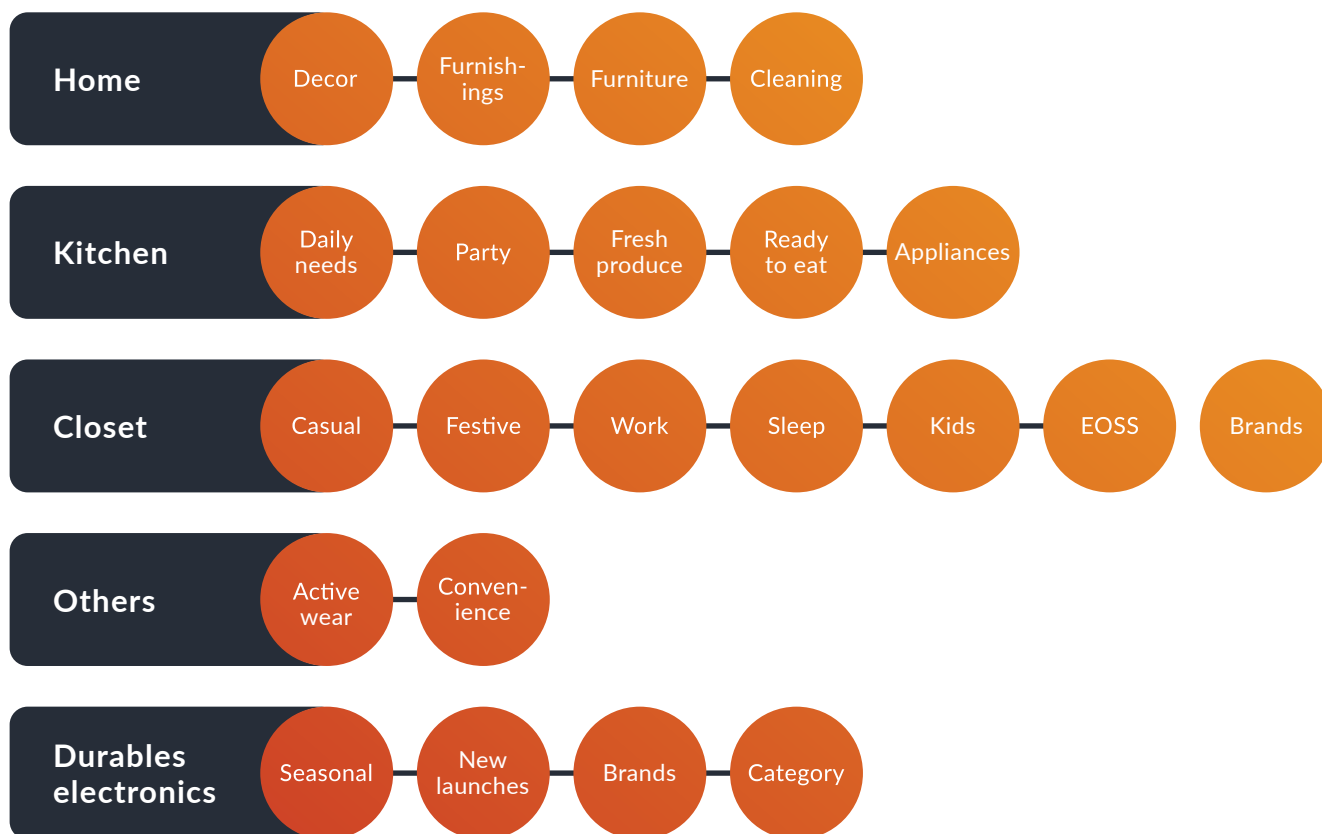 Home
Decor
Furnish-
ings
Furniture
Cleaning
Kitchen
Daily
needs
Party
Fresh
produce
Ready
to eat
Appliances
Closet
Casual
Festive
Work
Sleep
Kids
EOSS
Brands
Others
Active
wear
Conven-
ience
Durables
electronics
Seasonal
New
launches
Brands
Category